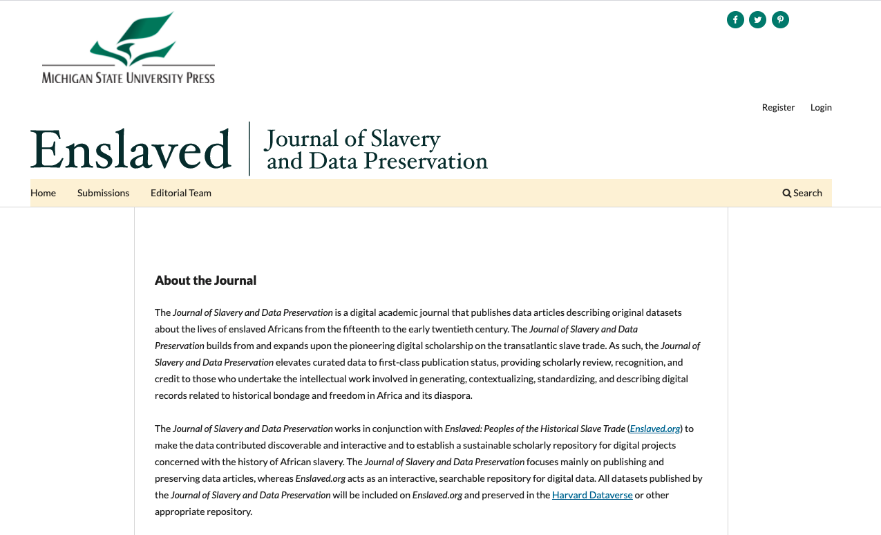 MICHIGAN STATE UNIVERSITY PRESS
Register Login
Enslaved
Journal of Slavery
and Data Preservation
Home Submissions Editorial Team Search
About the Journal
The Journal of Slavery and Data Preservation is a digital academic journal that publishes data articles describing original datasets
about the lives of enslaved Africans from the fifteenth to the early twentieth century. The Journal of Slavery and Data
Preservation builds from and expands upon the pioneering digital scholarship on the transatlantic slave trade. As such, the Journal of
Slavery and Data Preservation elevates curated data to first-class publication status, providing scholarly review, recognition, and
credit to those who undertake the intellectual work involved in generating, contextualizing, standardizing, and describing digital
records related to historical bondage and freedom in Africa and its diaspora.
The Journal of Slavery and Data Preservation works in conjunction with Enslaved: Peoples of the Historical Slave Trade (Enslaved.org) to
make the data contributed discoverable and interactive and to establish a sustainable scholarly repository for digital projects
concerned with the history of African slavery. The Journal of Slavery and Data Preservation focuses mainly on publishing and
preserving data articles, whereas Enslaved.org acts as an interactive, searchable repository for digital data. All datasets published by
the Journal of Slavery and Data Preservation will be included on Enslaved.org and preserved in the Harvard Dataverse or other
appropriate repository.